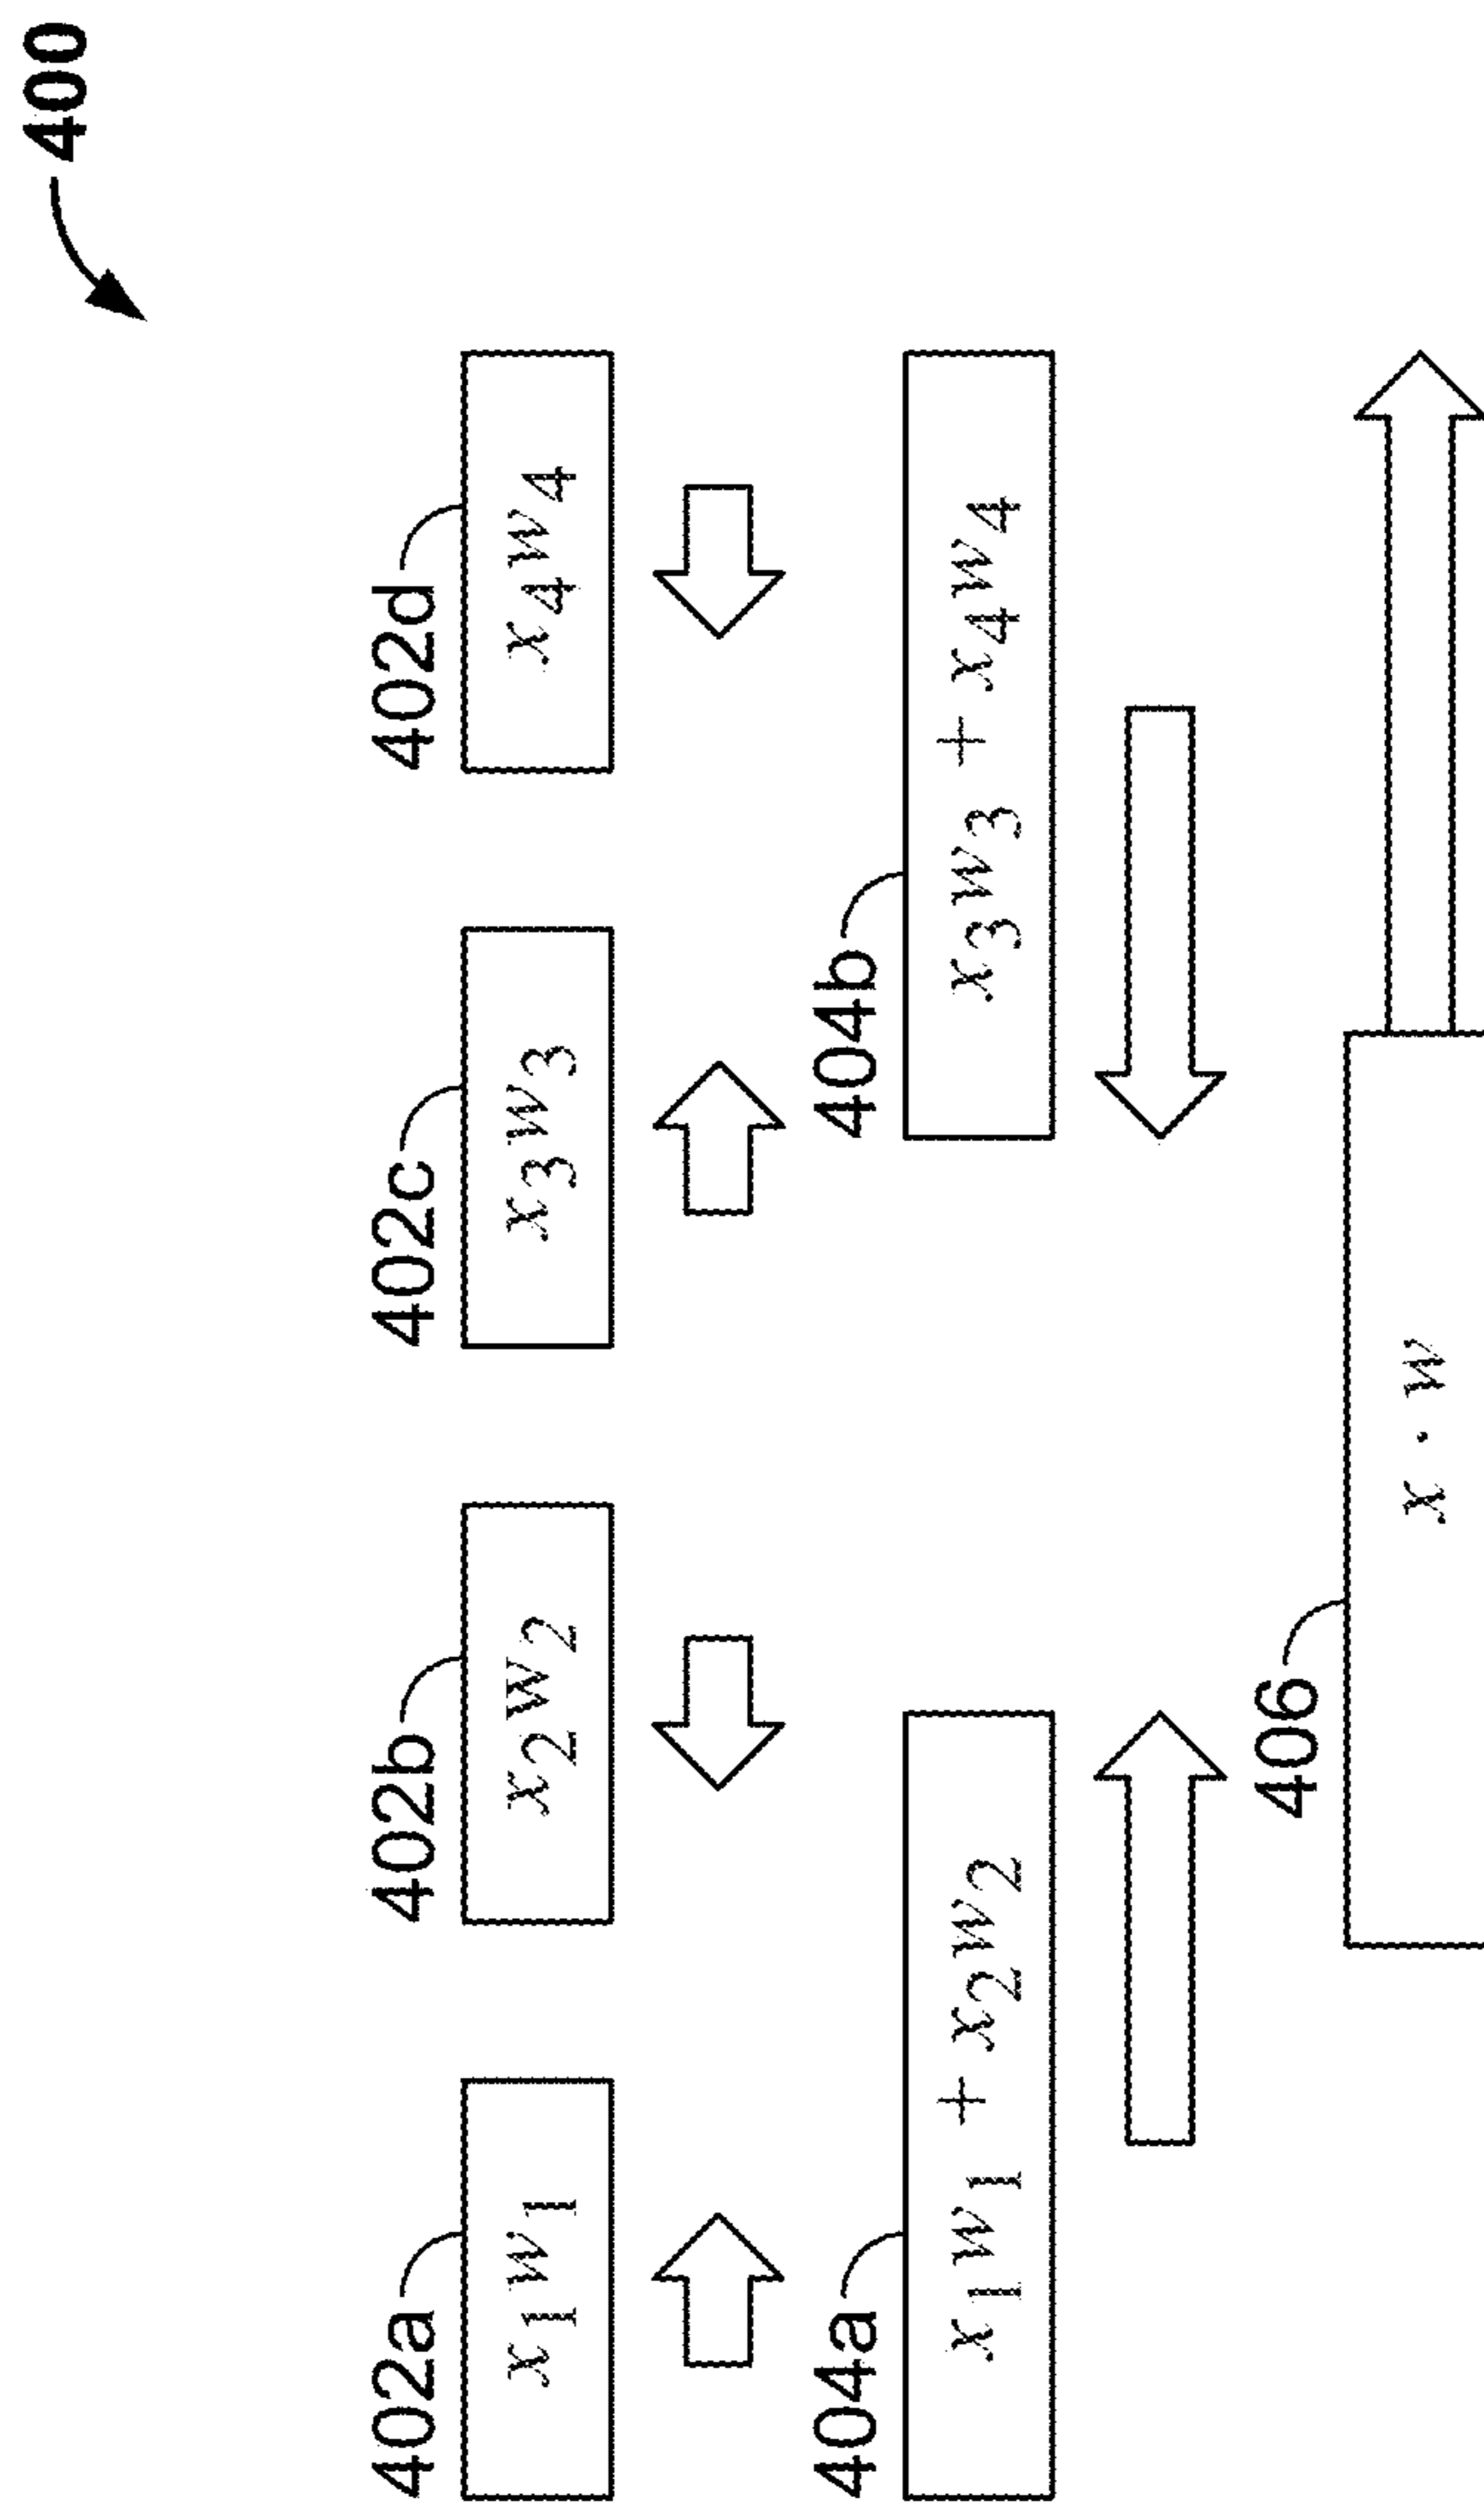 400
402a 402b 402c 402d
x₁w₁ x₂w₂ x₃w₃ x₄w₄
404a 404b
x₁w₁ + x₂w₂ x₃w₃ + x₄w₄
406
x · w